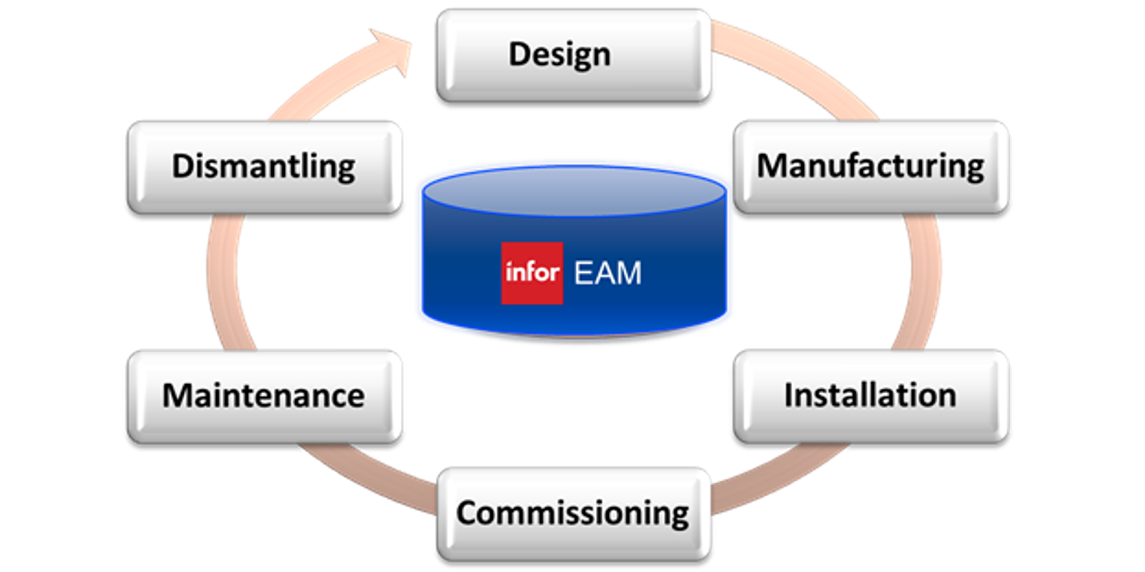 Design
Manufacturing
Installation
Commissioning
Maintenance
Dismantling
infor EAM